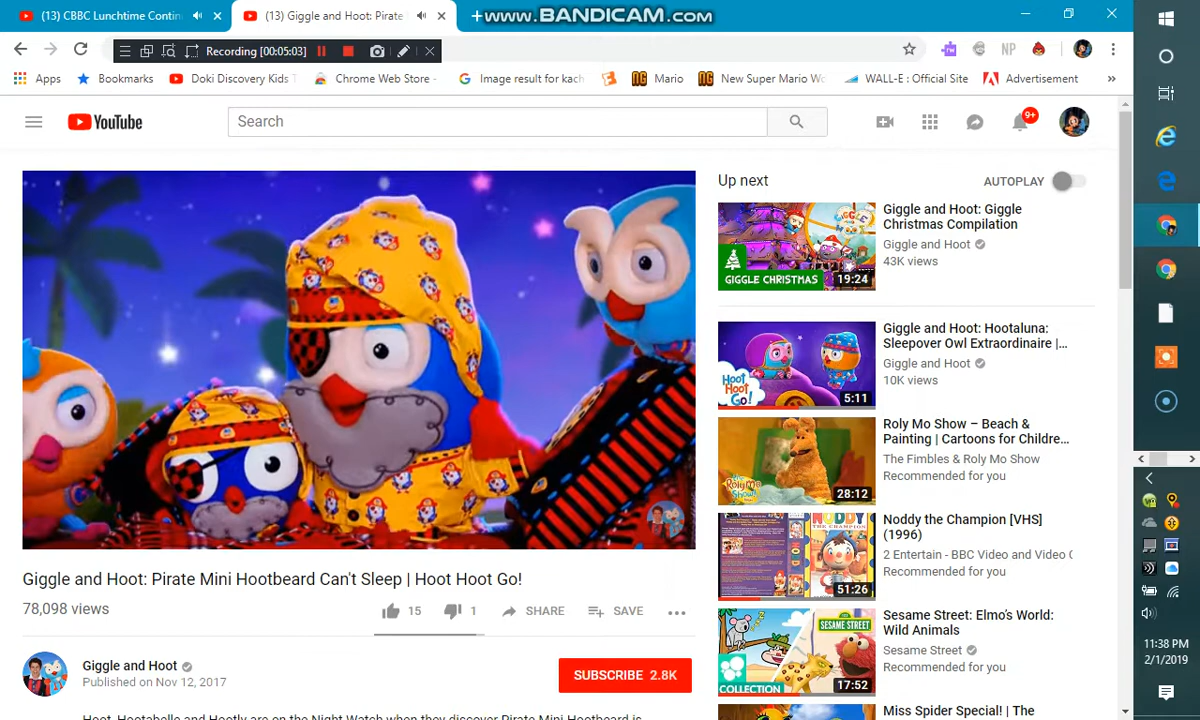 (13) CBBC Lunchtime Contin
(13) Giggle and Hoot: Pirate
www.BANDICAM.com
Recording [00:05:03]
NP
Apps
Bookmarks
Doki Discovery Kids T
Chrome Web Store -
Image result for kach
Mario
New Super Mario Wo
WALL-E : Official Site
Advertisement
YouTube
Search
9+
Up next
AUTOPLAY
GIGGLE CHRISTMAS
19:24
Giggle and Hoot: Giggle
Christmas Compilation
Giggle and Hoot
43K views
Hoot
Hoot
GO!
5:11
Giggle and Hoot: Hootaluna:
Sleepover Owl Extraordinaire |...
Giggle and Hoot
10K views
Roly Mo
Show!
28:12
Roly Mo Show – Beach &
Painting | Cartoons for Childre...
The Fimbles & Roly Mo Show
Recommended for you
NODDY
THE CHAMPION
51:26
Noddy the Champion [VHS]
(1996)
2 Entertain - BBC Video and Video (
Recommended for you
SESAME STREET
COLLECTION
17:52
Sesame Street: Elmo's World:
Wild Animals
Sesame Street
Recommended for you
Miss Spider Special! | The
Giggle and Hoot: Pirate Mini Hootbeard Can't Sleep | Hoot Hoot Go!
78,098 views
15
1
SHARE
SAVE
Giggle and Hoot
Published on Nov 12, 2017
SUBSCRIBE 2.8K
Hoot, Hootabelle and Hootly are on the Night Watch when they discover Pirate Mini Hootbeard is
11:38 PM
2/1/2019